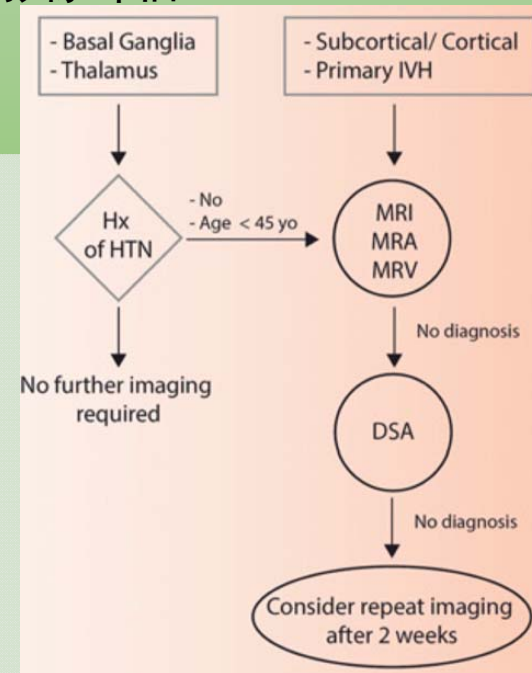 - Basal Ganglia
- Thalamus
- Subcortical/ Cortical
- Primary IVH
Hx
of HTN
- No
- Age < 45 yo
MRI
MRA
MRV
No diagnosis
No further imaging
required
DSA
No diagnosis
Consider repeat imaging
after 2 weeks